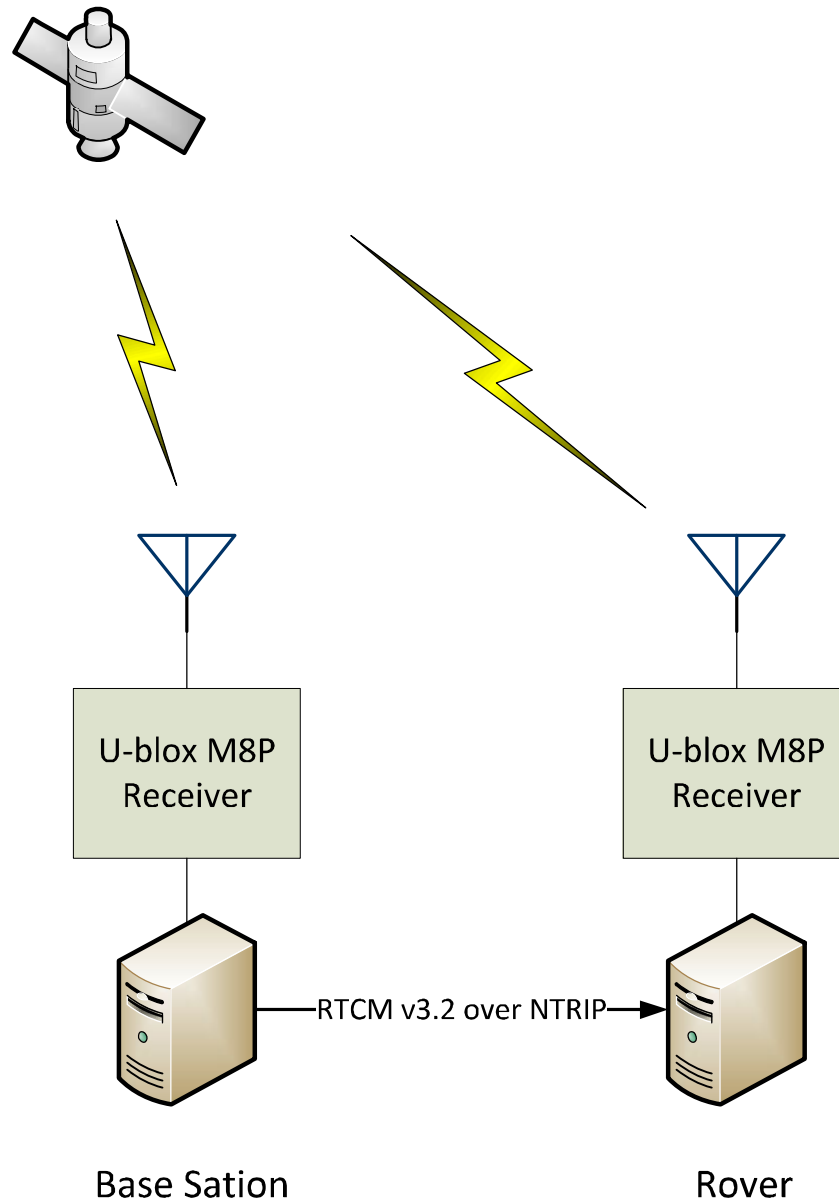 U-blox M8P
Receiver
U-blox M8P
Receiver
RTCM v3.2 over NTRIP
Base Sation
Rover